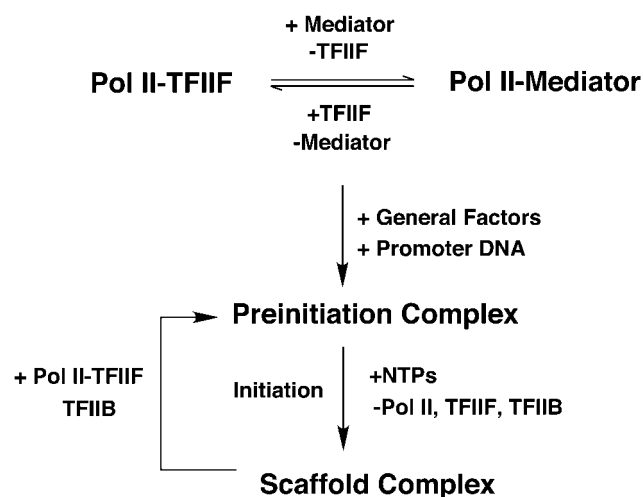 + Mediator
-TFIIF
Pol II-TFIIF
Pol II-Mediator
+TFIIF
-Mediator
+ General Factors
+ Promoter DNA
Preinitiation Complex
+ Pol II-TFIIF
TFIIB
Initiation
+NTPs
-Pol II, TFIIF, TFIIB
Scaffold Complex